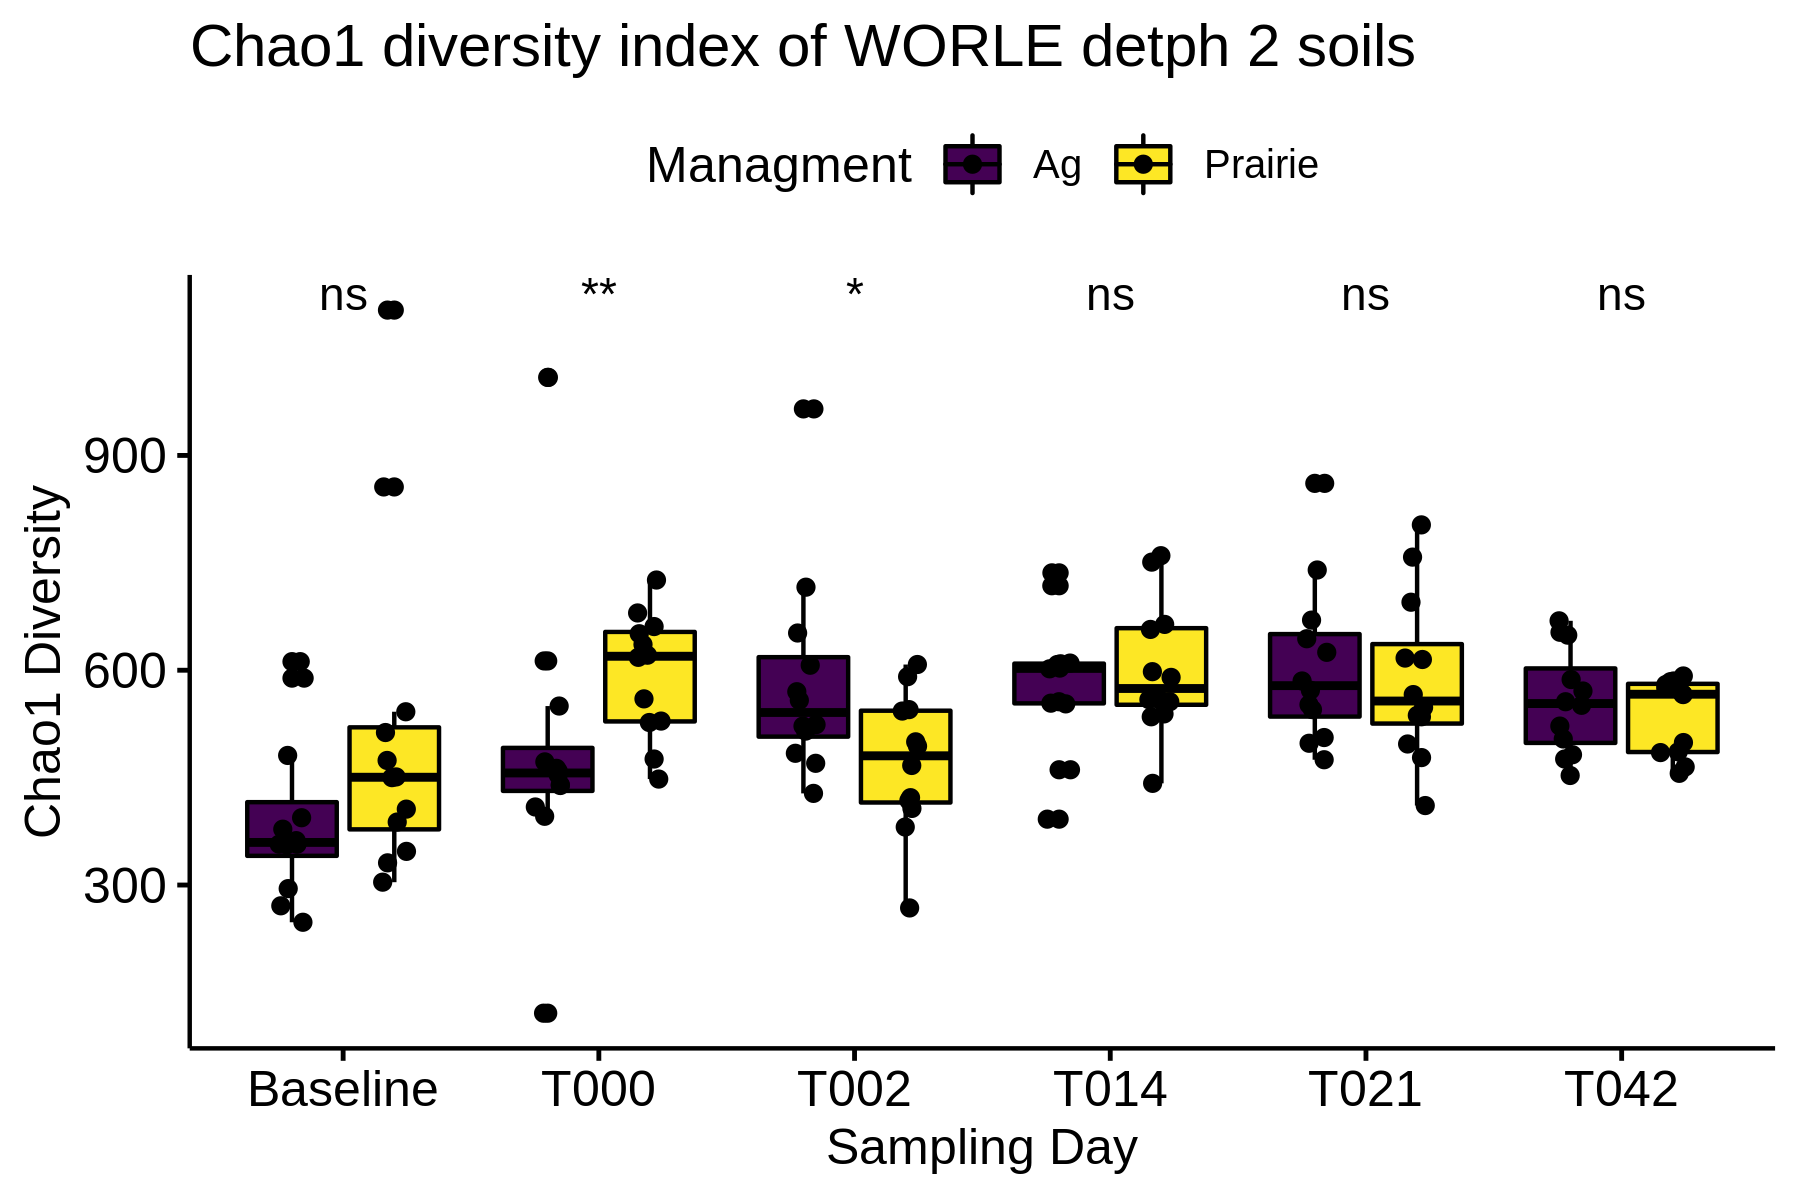 Chao1 diversity index of WORLE detph 2 soils
Managment Ag Prairie
ns ** * ns ns ns
900
600
300
Chao1 Diversity
Baseline T000 T002 T014 T021 T042
Sampling Day